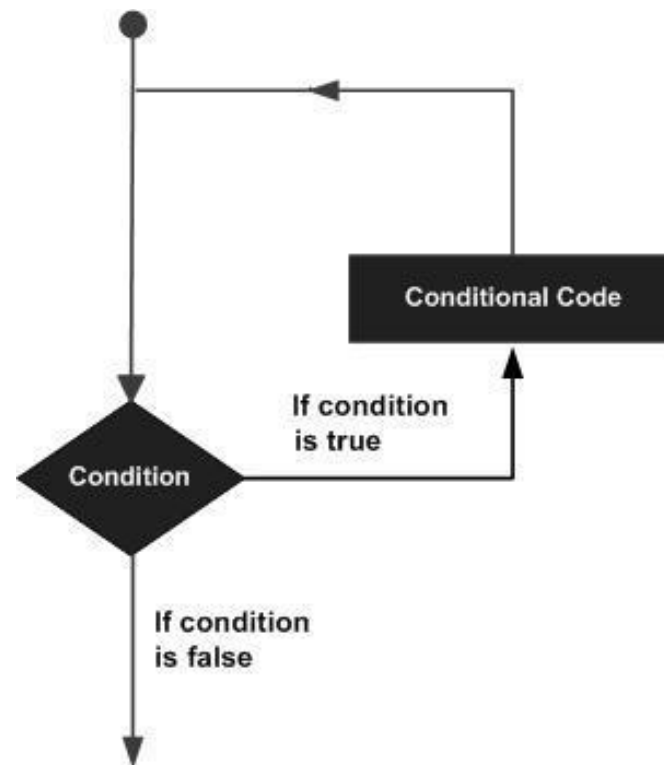 Conditional Code
If condition
is true
Condition
If condition
is false